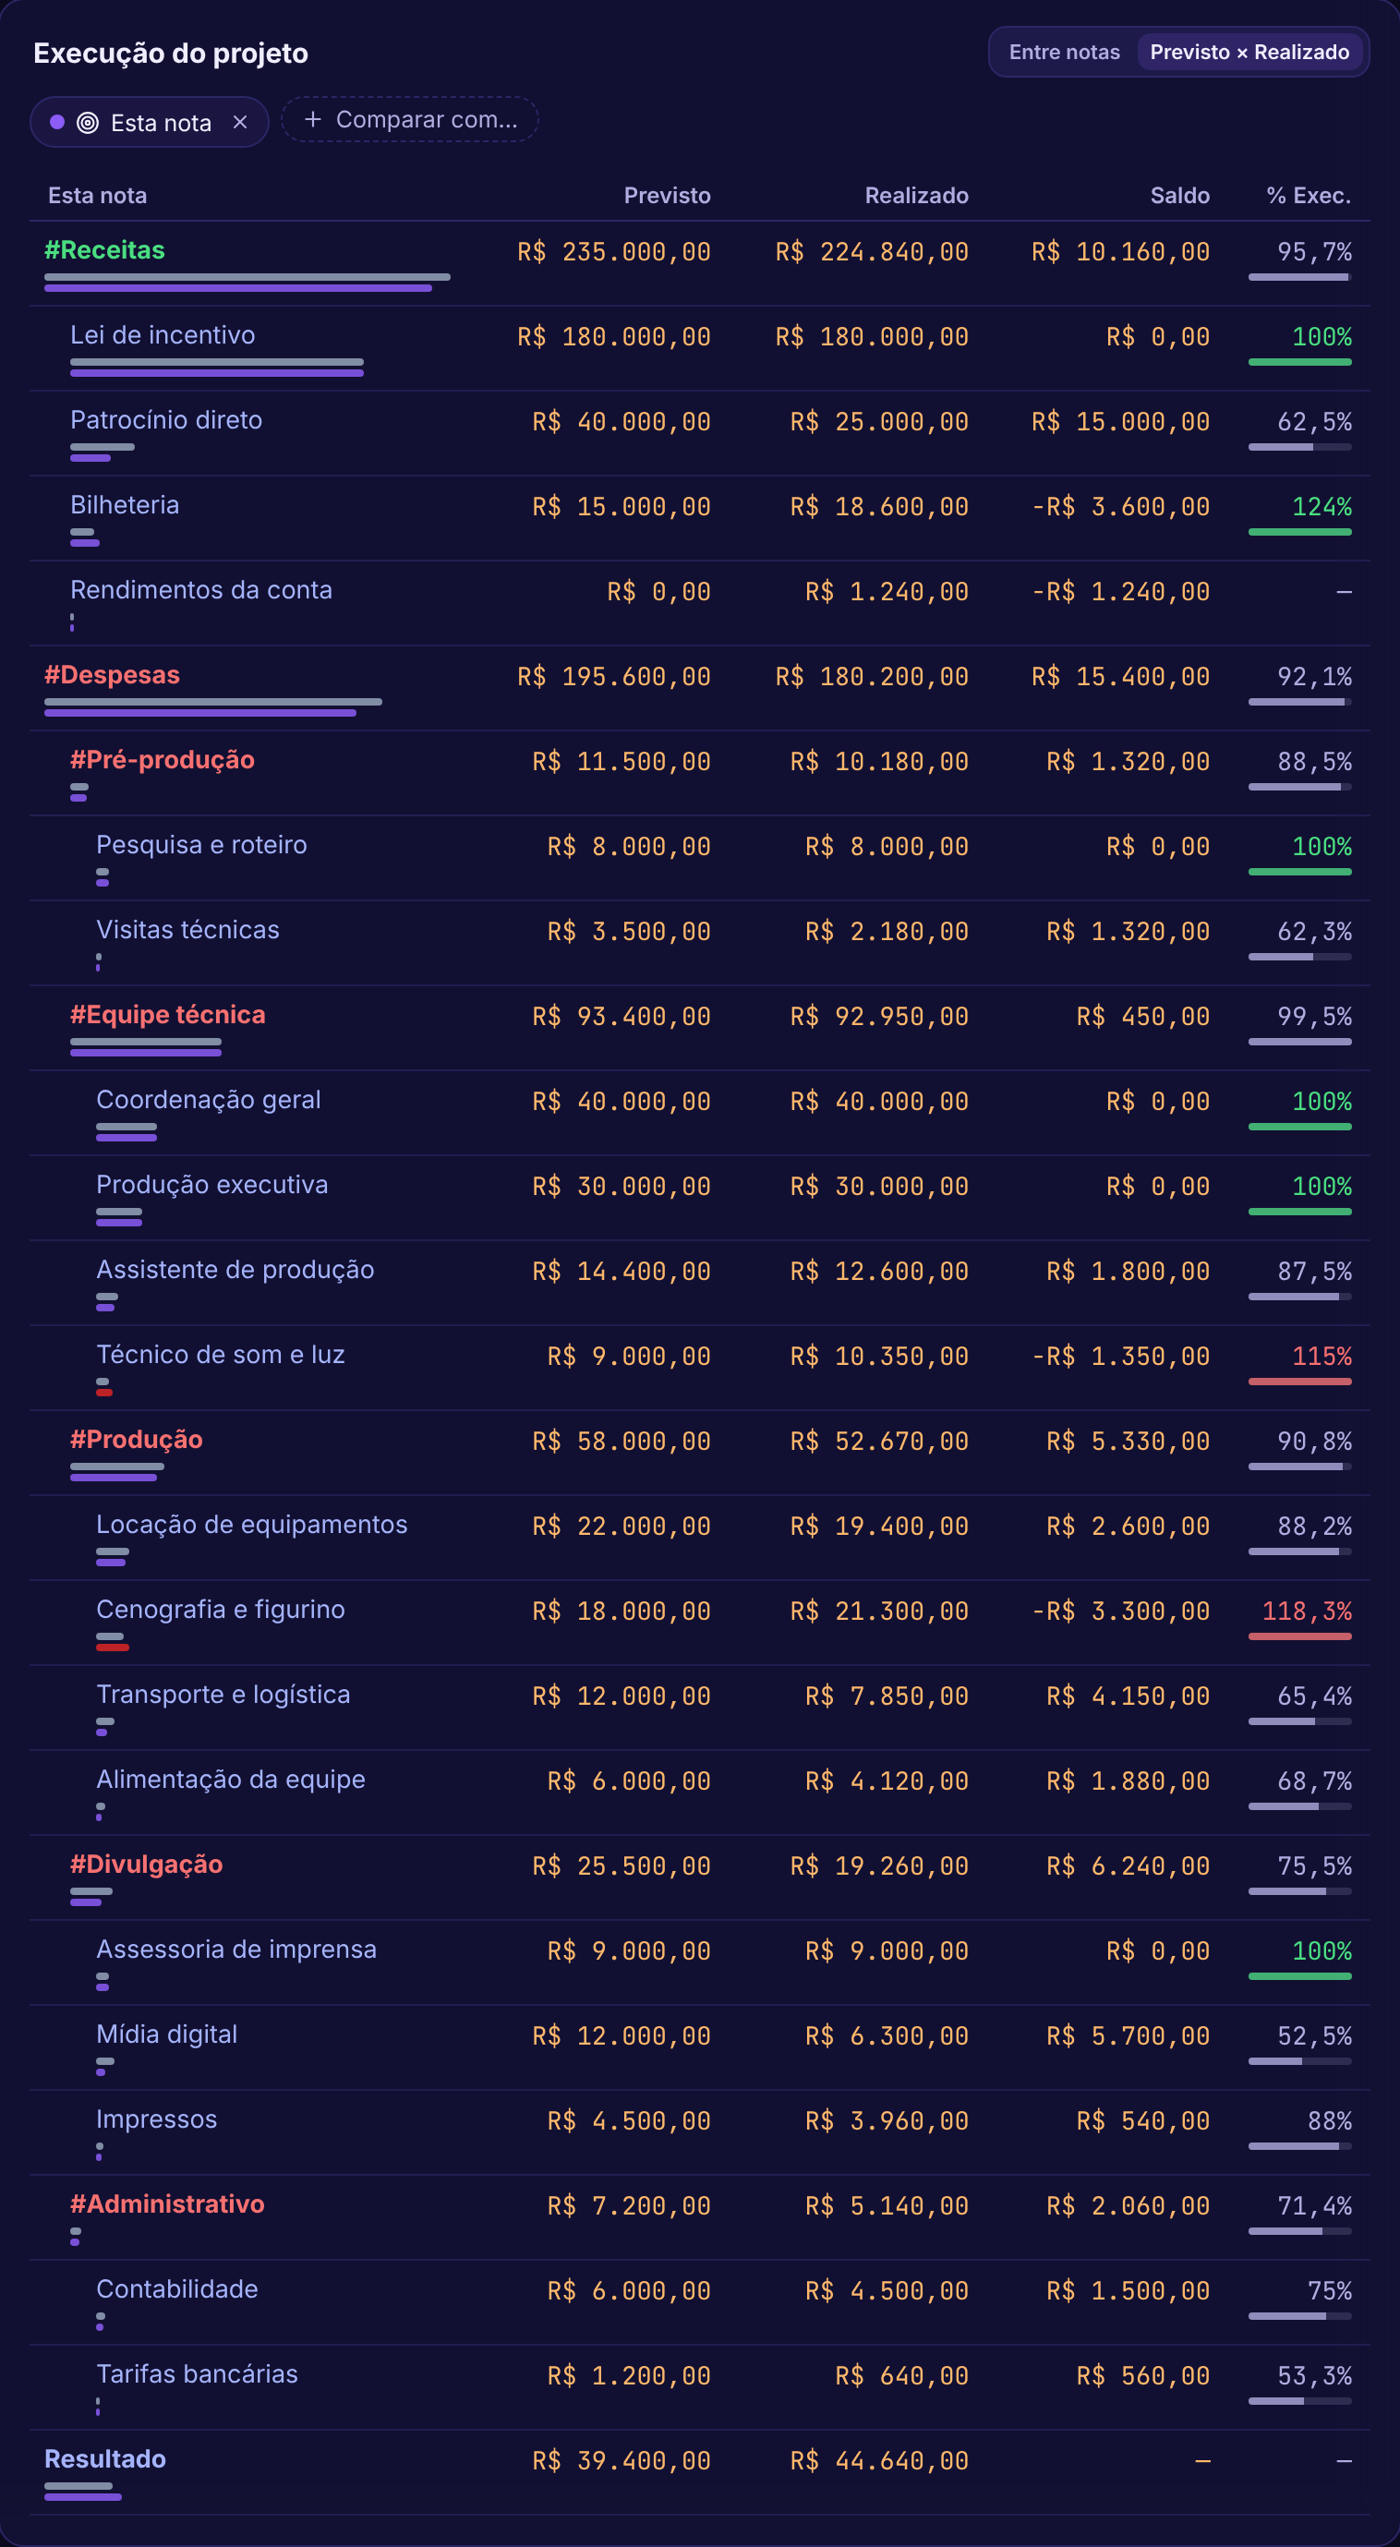 Execução do projeto
Entre notas Previsto × Realizado
Esta nota × + Comparar com...
Esta nota Previsto Realizado Saldo % Exec.
#Receitas R$ 235.000,00 R$ 224.840,00 R$ 10.160,00 95,7%
Lei de incentivo R$ 180.000,00 R$ 180.000,00 R$ 0,00 100%
Patrocínio direto R$ 40.000,00 R$ 25.000,00 R$ 15.000,00 62,5%
Bilheteria R$ 15.000,00 R$ 18.600,00 -R$ 3.600,00 124%
Rendimentos da conta R$ 0,00 R$ 1.240,00 -R$ 1.240,00 —
#Despesas R$ 195.600,00 R$ 180.200,00 R$ 15.400,00 92,1%
#Pré-produção R$ 11.500,00 R$ 10.180,00 R$ 1.320,00 88,5%
Pesquisa e roteiro R$ 8.000,00 R$ 8.000,00 R$ 0,00 100%
Visitas técnicas R$ 3.500,00 R$ 2.180,00 R$ 1.320,00 62,3%
#Equipe técnica R$ 93.400,00 R$ 92.950,00 R$ 450,00 99,5%
Coordenação geral R$ 40.000,00 R$ 40.000,00 R$ 0,00 100%
Produção executiva R$ 30.000,00 R$ 30.000,00 R$ 0,00 100%
Assistente de produção R$ 14.400,00 R$ 12.600,00 R$ 1.800,00 87,5%
Técnico de som e luz R$ 9.000,00 R$ 10.350,00 -R$ 1.350,00 115%
#Produção R$ 58.000,00 R$ 52.670,00 R$ 5.330,00 90,8%
Locação de equipamentos R$ 22.000,00 R$ 19.400,00 R$ 2.600,00 88,2%
Cenografia e figurino R$ 18.000,00 R$ 21.300,00 -R$ 3.300,00 118,3%
Transporte e logística R$ 12.000,00 R$ 7.850,00 R$ 4.150,00 65,4%
Alimentação da equipe R$ 6.000,00 R$ 4.120,00 R$ 1.880,00 68,7%
#Divulgação R$ 25.500,00 R$ 19.260,00 R$ 6.240,00 75,5%
Assessoria de imprensa R$ 9.000,00 R$ 9.000,00 R$ 0,00 100%
Mídia digital R$ 12.000,00 R$ 6.300,00 R$ 5.700,00 52,5%
Impressos R$ 4.500,00 R$ 3.960,00 R$ 540,00 88%
#Administrativo R$ 7.200,00 R$ 5.140,00 R$ 2.060,00 71,4%
Contabilidade R$ 6.000,00 R$ 4.500,00 R$ 1.500,00 75%
Tarifas bancárias R$ 1.200,00 R$ 640,00 R$ 560,00 53,3%
Resultado R$ 39.400,00 R$ 44.640,00 — —